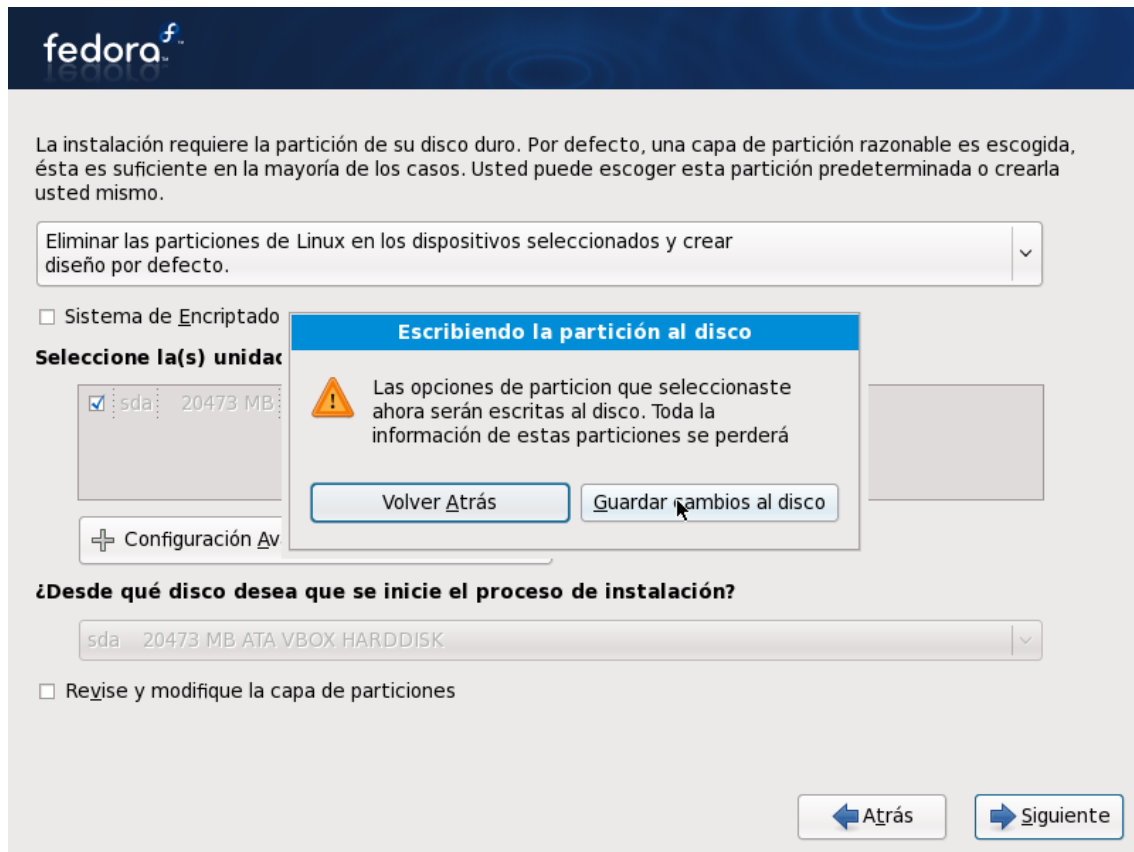 fedora
La instalación requiere la partición de su disco duro. Por defecto, una capa de partición razonable es escogida,
ésta es suficiente en la mayoría de los casos. Usted puede escoger esta partición predeterminada o crearla
usted mismo.
Eliminar las particiones de Linux en los dispositivos seleccionados y crear
diseño por defecto.
Sistema de Encriptado
Seleccione la(s)
sda 20473 MB
Escribiendo la partición al disco
Las opciones de particion que seleccionaste
ahora serán escritas al disco. Toda la
información de estas particiones se perderá
Volver Atrás
Guardar cambios al disco
Configuración
¿Desde qué disco desea que se inicie el proceso de instalación?
sda 20473 MB ATA VBOX HARDDISK
Revise y modifique la capa de particiones
Atrás
Siguiente